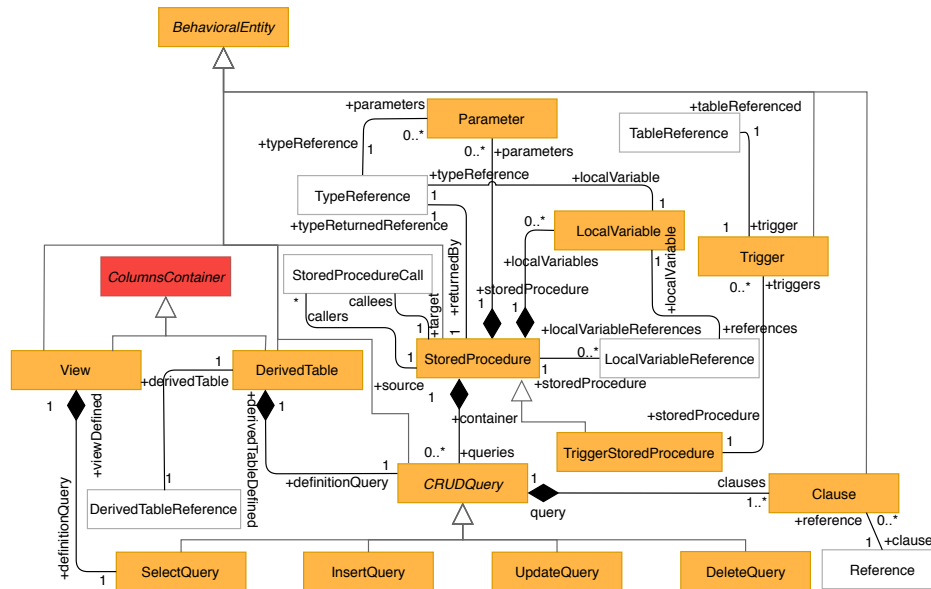 BehavioralEntity
+parameters
Parameter
0..*
+typeReference
1
0..*
+parameters
+tableReferenced
TableReference
1
TypeReference
+typeReference
1
+localVariable
1
+typeReturnedReference
1
0..*
LocalVariable
+localVariables
1
+localVariable
1
+trigger
Trigger
0..*
+triggers
ColumnsContainer
StoredProcedureCall
*
callers
callees
1
+target
+returnedBy
1
+storedProcedure
1
1
+localVariableReferences
+references
StoredProcedure
1
0..*
LocalVariableReference
+storedProcedure
View
1
+derivedTable
DerivedTable
1
+source
1
1
+viewDefined
1
+derivedTableDefined
1
+container
+storedProcedure
TriggerStoredProcedure
1
0..*
+queries
1
+definitionQuery
CRUDQuery
1
query
clauses
1..*
Clause
DerivedTableReference
1
+reference
0..*
1
+clause
Reference
+definitionQuery
1
SelectQuery
InsertQuery
UpdateQuery
DeleteQuery